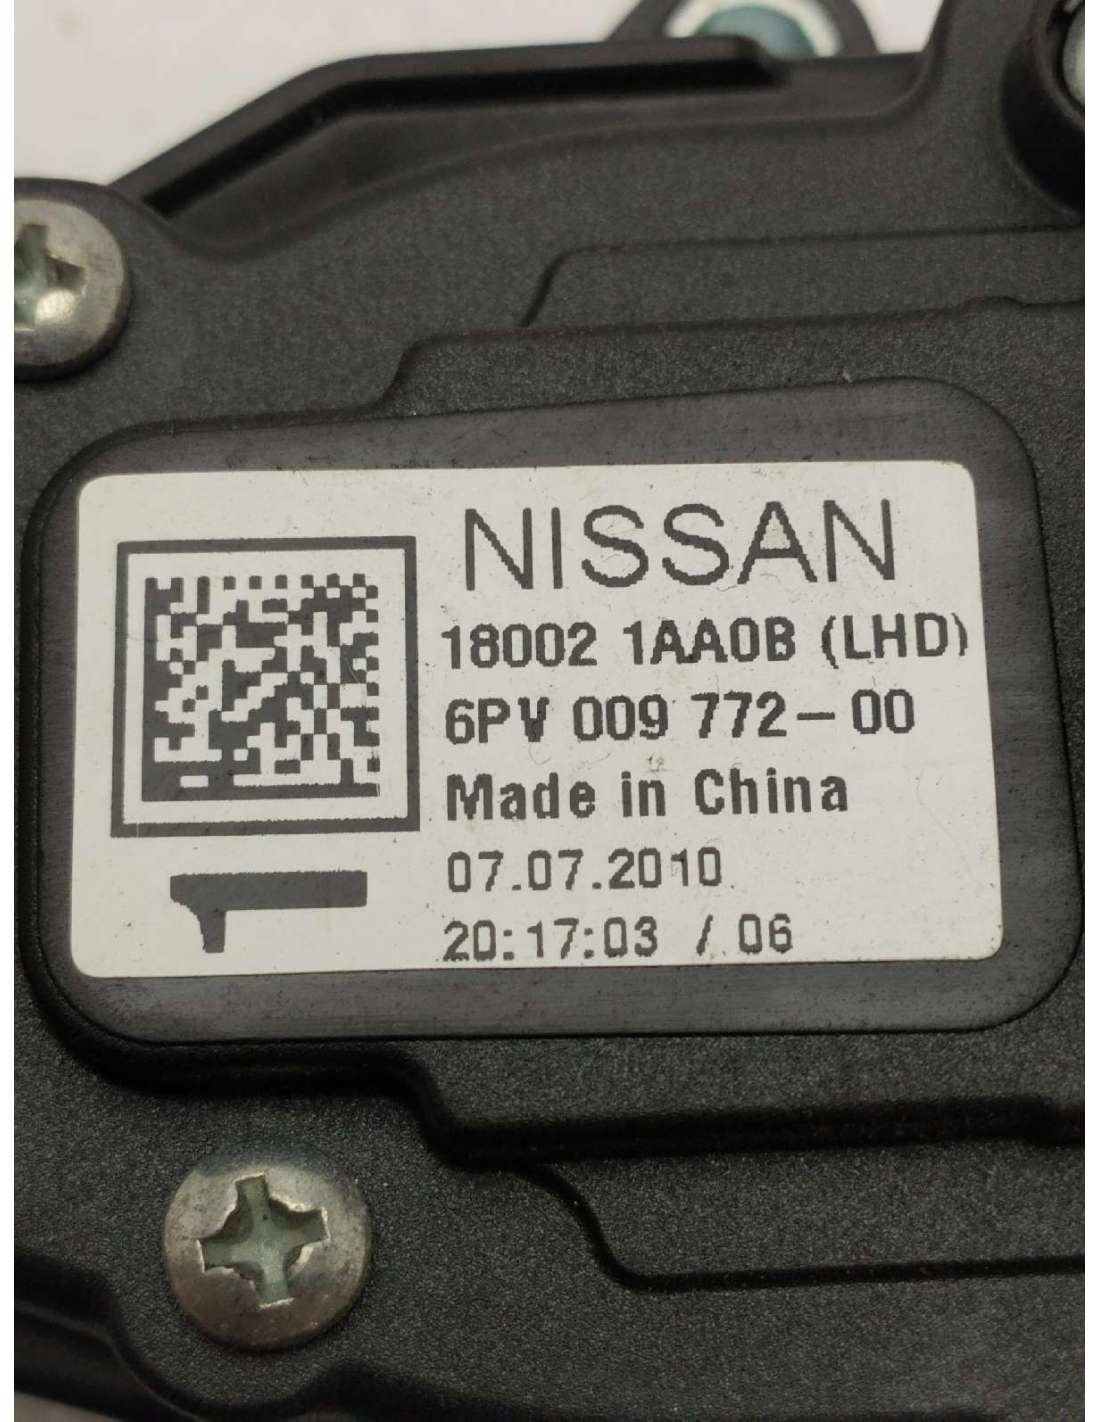 NISSAN
18002 1AA0B (LHD)
6PV 009 772-00
Made in China
07.07.2010
20:17:03 / 06